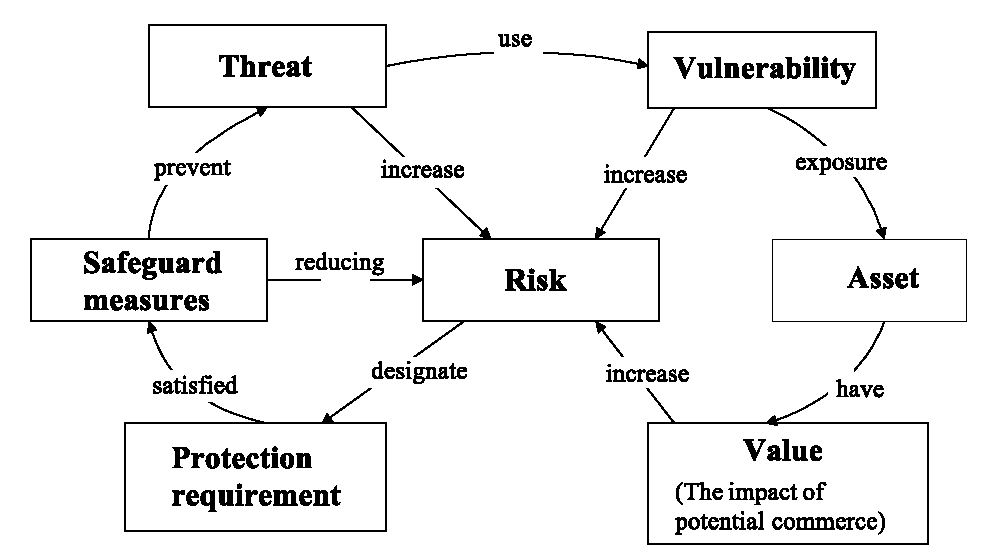 use
Threat
Vulnerability
prevent
increase
increase
exposure
Safeguard
measures
reducing
Risk
Asset
satisfied
designate
increase
have
Protection
requirement
Value
(The impact of
potential commerce)